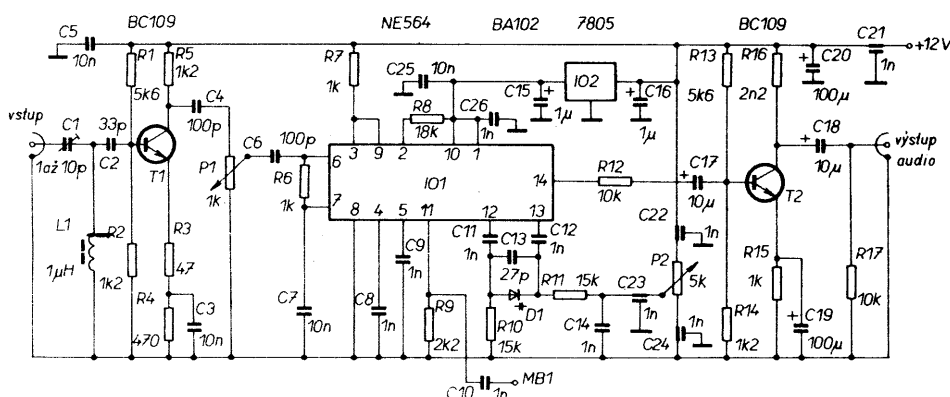 BC109 NE564 BA102 7805 BC109
C5 10n R1 5k6 R5 1k2 R7 1k C25 10n C15 1µ IO2 C16 1µ R13 5k6 R16 2n2 C20 100µ C21 1n +12V
vstup C1 1až 10p 33p C2 T1 C4 100p P1 1k C6 100p R6 1k R8 18k C26 1n
3 9 2 10 1
6 7 IO1 14
8 4 5 11 12 13
R12 10k C17 10µ T2 C18 10µ výstup audio
L1 1µH R2 1k2 R3 47 C9 1n C11 1n C13 27p C12 1n C22 1n P2 5k R15 1k R17 10k
R4 470 C3 10n C7 10n C8 1n R9 2k2 R10 15k D1 R11 15k C14 1n C23 1n C24 1n R14 1k2 C19 100µ
C10 1n MB1